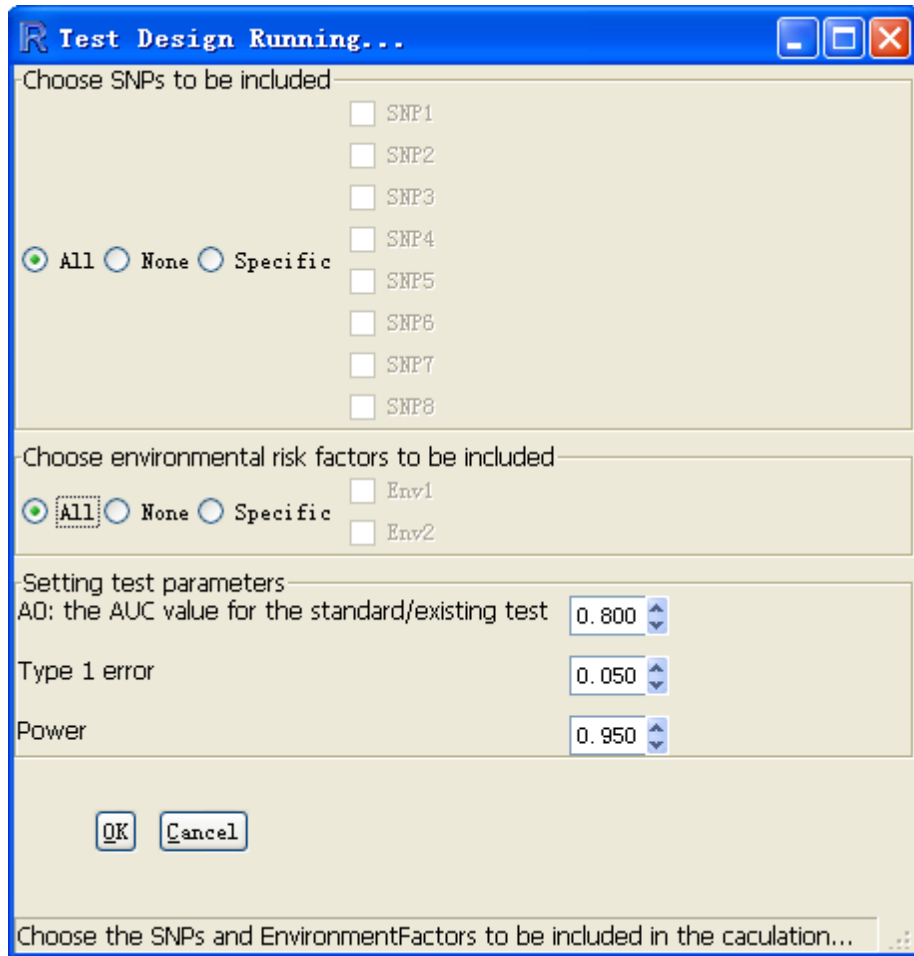 Test Design Running...
Choose SNPs to be included
SNP1
SNP2
SNP3
SNP4
All None Specific
SNP5
SNP6
SNP7
SNP8
Choose environmental risk factors to be included
Env1
All None Specific
Env2
Setting test parameters
A0: the AUC value for the standard/existing test 0.800
Type 1 error 0.050
Power 0.950
OK Cancel
Choose the SNPs and EnvironmentFactors to be included in the caculation...